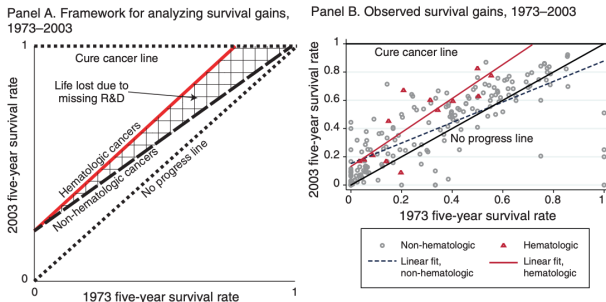 Panel A. Framework for analyzing survival gains,
1973–2003
1
Cure cancer line
Life lost due to
missing R&D
Hematologic cancers
Non-hematologic cancers
No progress line
2003 five-year survival rate
0
1973 five-year survival rate
1
Panel B. Observed survival gains, 1973–2003
1
Cure cancer line
0.8
0.6
0.4
0.2
0
No progress line
2003 five-year survival rate
0 0.2 0.4 0.6 0.8 1
1973 five-year survival rate
Non-hematologic
Hematologic
Linear fit,
non-hematologic
Linear fit,
hematologic